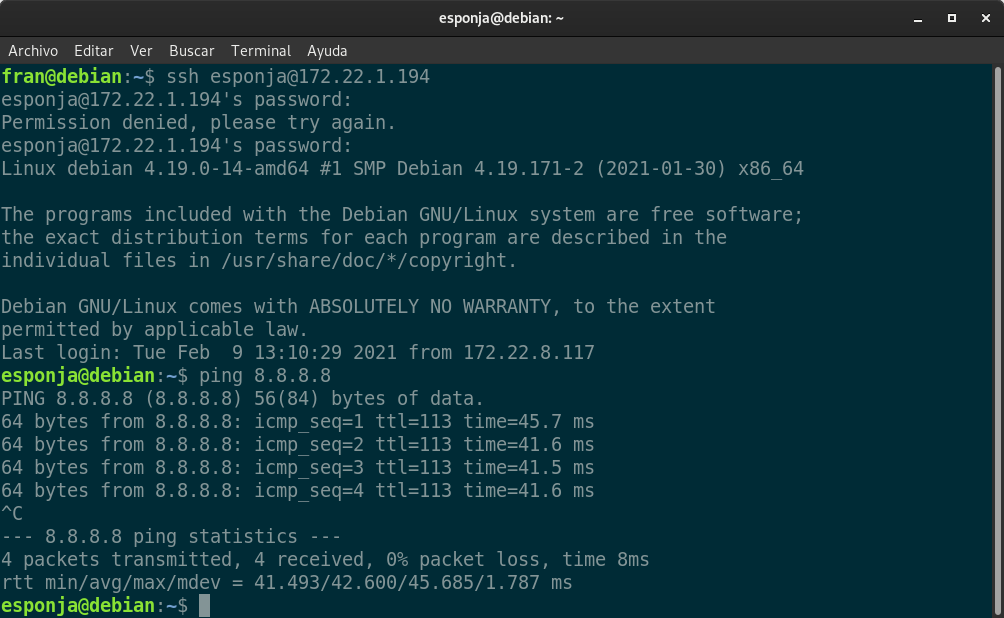 esponja@debian: ~
Archivo Editar Ver Buscar Terminal Ayuda
fran@debian:~$ ssh esponja@172.22.1.194
esponja@172.22.1.194's password:
Permission denied, please try again.
esponja@172.22.1.194's password:
Linux debian 4.19.0-14-amd64 #1 SMP Debian 4.19.171-2 (2021-01-30) x86_64

The programs included with the Debian GNU/Linux system are free software;
the exact distribution terms for each program are described in the
individual files in /usr/share/doc/*/copyright.

Debian GNU/Linux comes with ABSOLUTELY NO WARRANTY, to the extent
permitted by applicable law.
Last login: Tue Feb  9 13:10:29 2021 from 172.22.8.117
esponja@debian:~$ ping 8.8.8.8
PING 8.8.8.8 (8.8.8.8) 56(84) bytes of data.
64 bytes from 8.8.8.8: icmp_seq=1 ttl=113 time=45.7 ms
64 bytes from 8.8.8.8: icmp_seq=2 ttl=113 time=41.6 ms
64 bytes from 8.8.8.8: icmp_seq=3 ttl=113 time=41.5 ms
64 bytes from 8.8.8.8: icmp_seq=4 ttl=113 time=41.6 ms
^C
--- 8.8.8.8 ping statistics ---
4 packets transmitted, 4 received, 0% packet loss, time 8ms
rtt min/avg/max/mdev = 41.493/42.600/45.685/1.787 ms
esponja@debian:~$